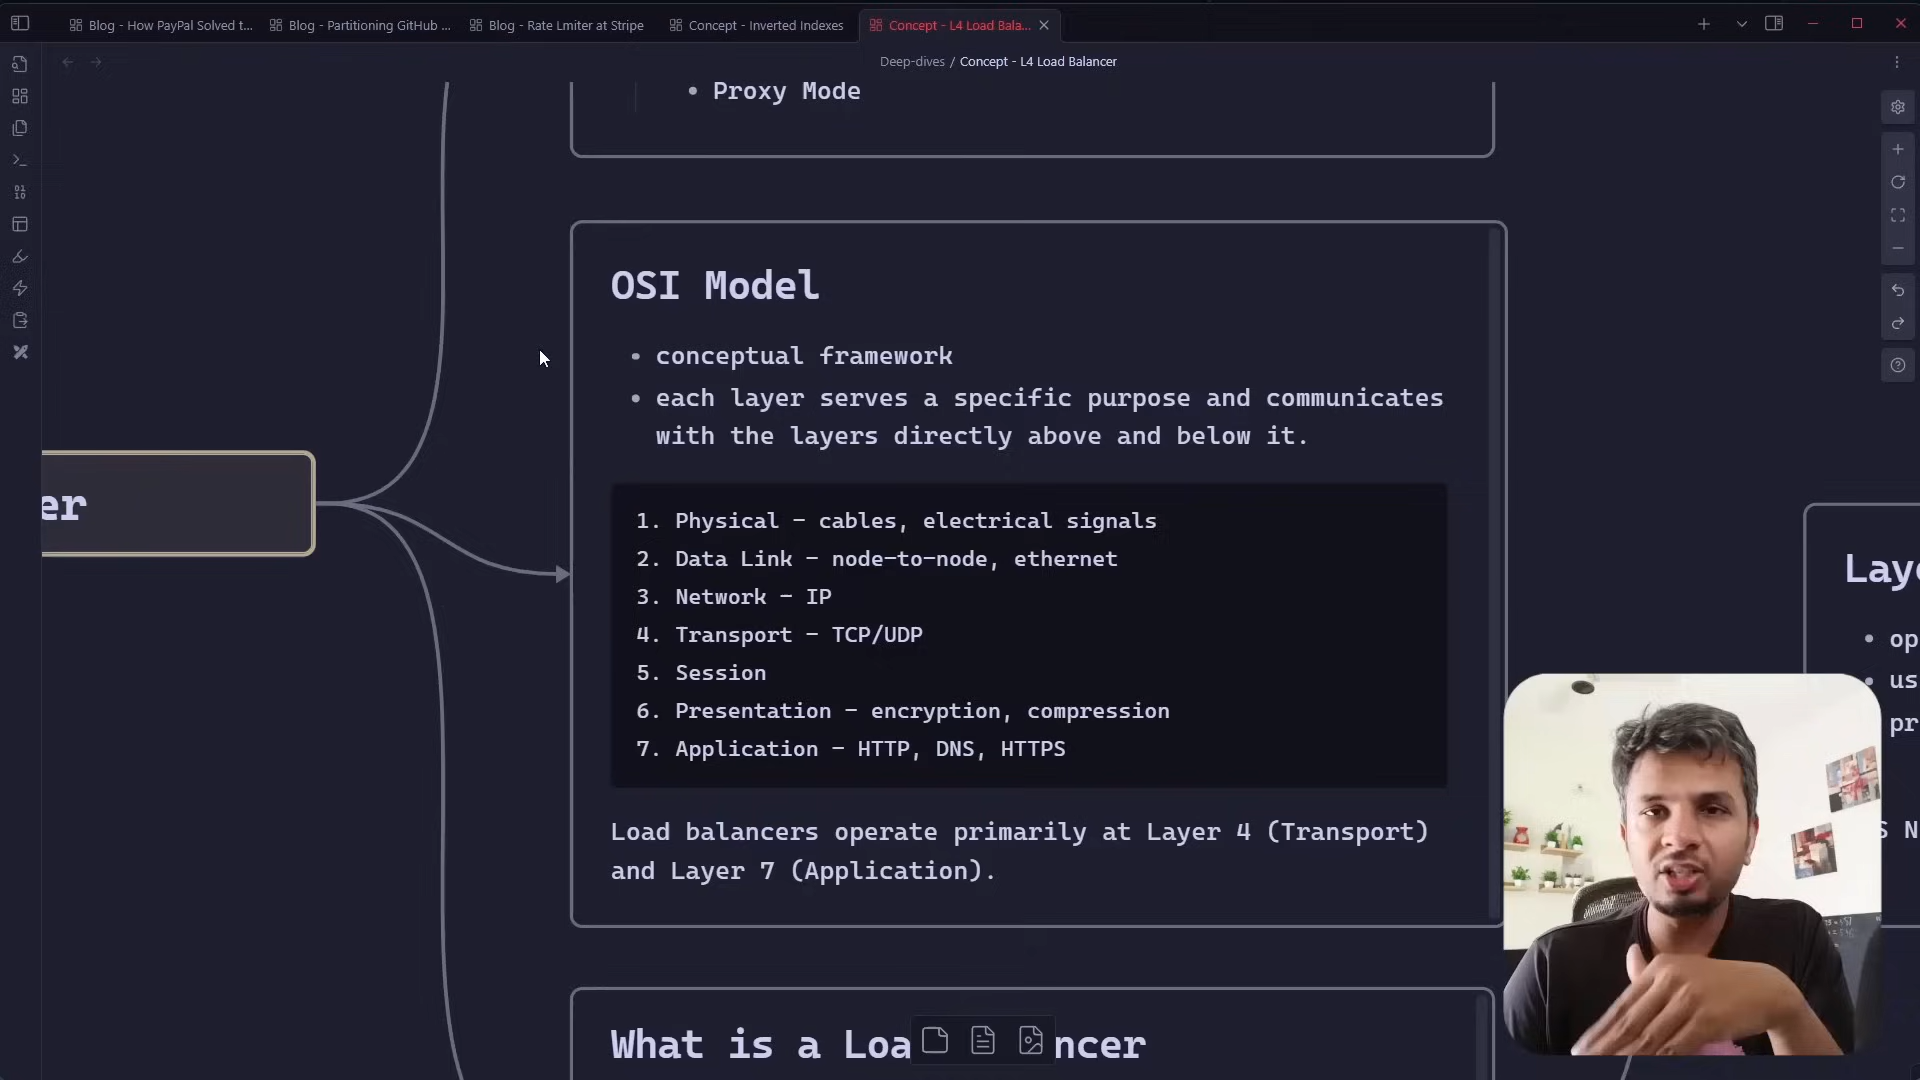 Blog - How PayPal Solved t...
Blog - Partitioning GitHub ...
Blog - Rate Lmiter at Stripe
Concept - Inverted Indexes
Concept - L4 Load Bala...
Deep-dives / Concept - L4 Load Balancer
• Proxy Mode
er
OSI Model
• conceptual framework
• each layer serves a specific purpose and communicates
with the layers directly above and below it.
1. Physical - cables, electrical signals
2. Data Link - node-to-node, ethernet
3. Network - IP
4. Transport - TCP/UDP
5. Session
6. Presentation - encryption, compression
7. Application - HTTP, DNS, HTTPS
Load balancers operate primarily at Layer 4 (Transport)
and Layer 7 (Application).
Laye
• op
• us
pr
S N
What is a Loa
ncer